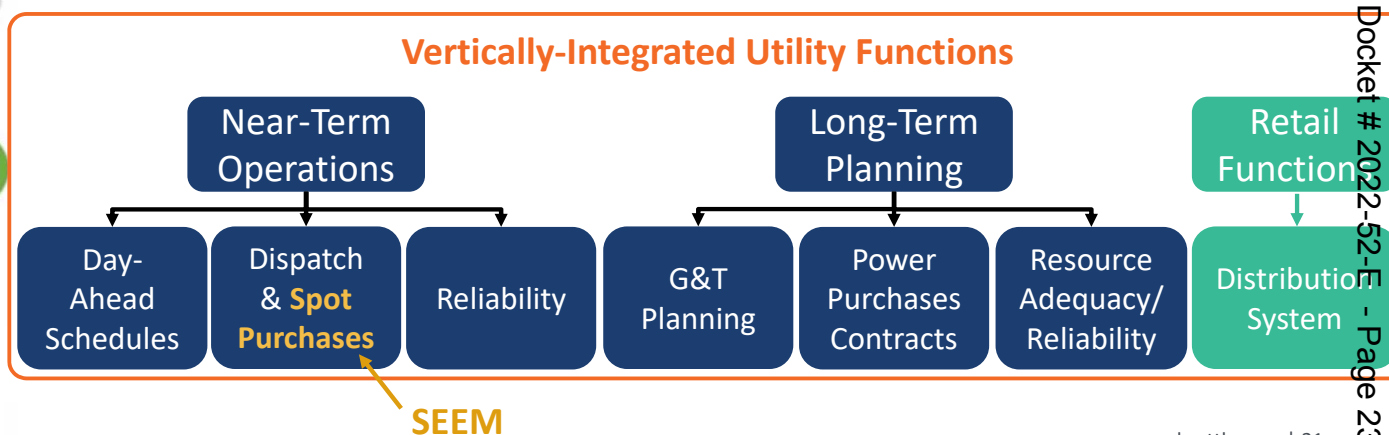 Vertically-Integrated Utility Functions
Near-Term
Operations
Long-Term
Planning
Retail
Functions
Day-
Ahead
Schedules
Dispatch
& Spot
Purchases
Reliability
G&T
Planning
Power
Purchases
Contracts
Resource
Adequacy/
Reliability
Distribution
System
SEEM
Docket # 2022-52-E - Page 23